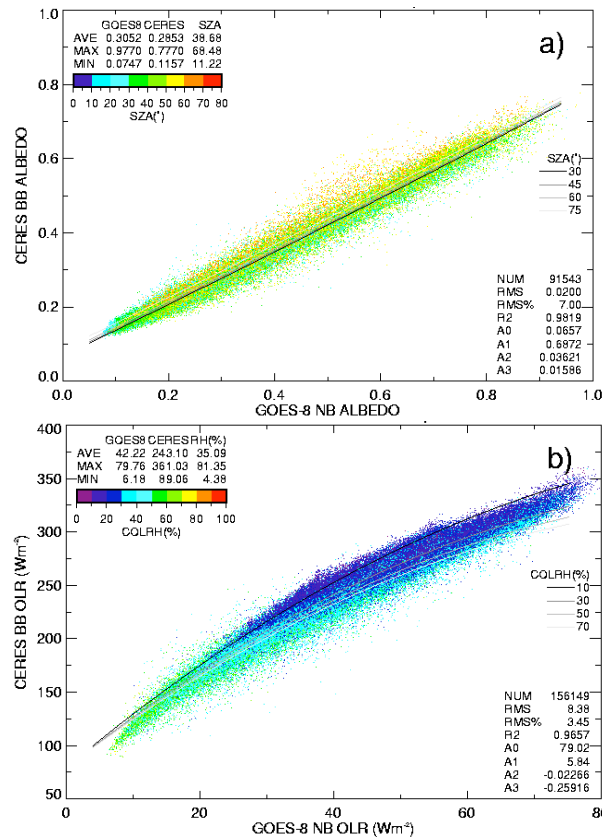 1.0
GOES8 CERES SZA
AVE 0.3052 0.2853 38.68
MAX 0.9770 0.7770 68.48
MIN 0.0747 0.1157 11.22
a)
0.8
0 10 20 30 40 50 60 70 80
SZA(°)
SZA(°)
30
45
60
75
0.6
CERES BB ALBEDO
0.4
NUM 91543
RMS 0.0200
RMS% 7.00
R2 0.9819
A0 0.0657
A1 0.6872
A2 0.03621
A3 0.01586
0.2
0.0
0.0 0.2 0.4 0.6 0.8 1.0
GOES-8 NB ALBEDO
400
GOES8 CERES RH(%)
AVE 42.22 243.10 35.09
MAX 79.76 361.03 81.35
MIN 6.18 89.06 4.38
b)
350
0 20 40 60 80 100
COLRH(%)
300
COLRH(%)
10
30
50
70
250
CERES BB OLR (Wm-2)
200
150
NUM 156149
RMS 8.38
RMS% 3.45
R2 0.9657
A0 79.02
A1 5.84
A2 -0.02266
A3 -0.25916
100
50
0 20 40 60 80
GOES-8 NB OLR (Wm-2)